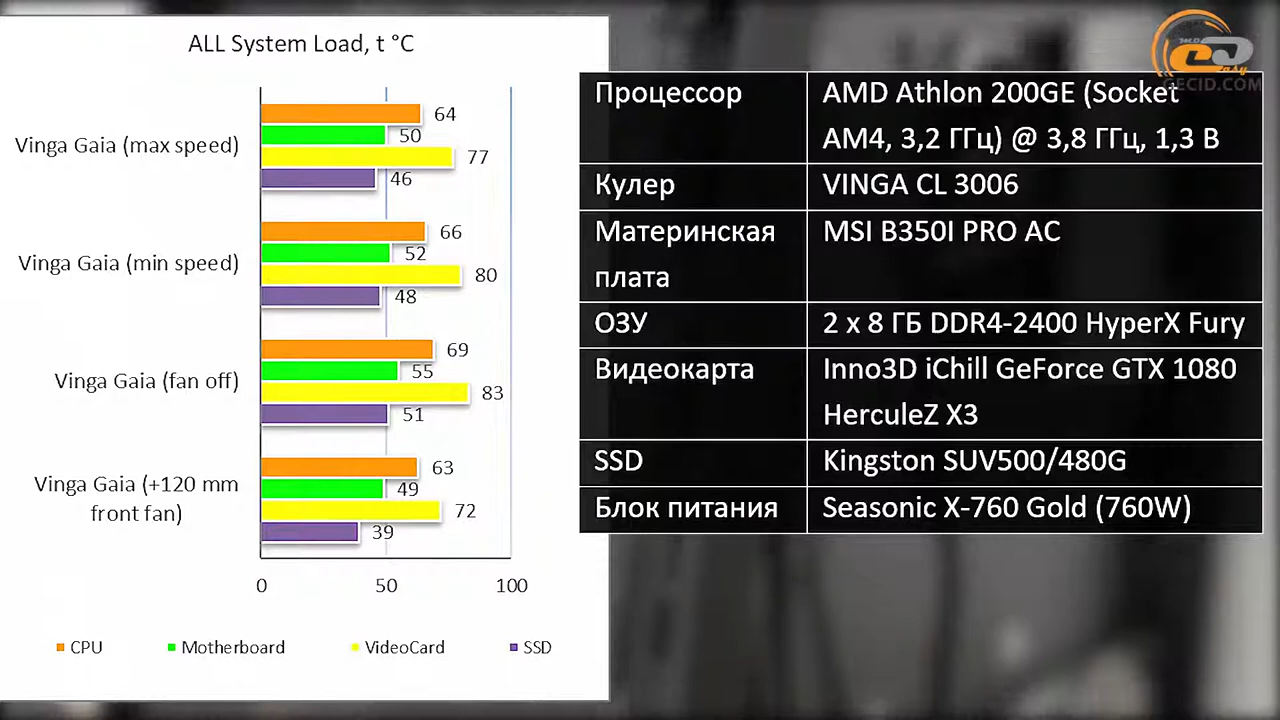 ALL System Load, t °C
Vinga Gaia (max speed)
64
50
77
46
Vinga Gaia (min speed)
66
52
80
48
Vinga Gaia (fan off)
69
55
83
51
Vinga Gaia (+120 mm
front fan)
63
49
72
39
0 50 100
CPU Motherboard VideoCard SSD
GECID.COM
Процессор
AMD Athlon 200GE (Socket
AM4, 3,2 ГГц) @ 3,8 ГГц, 1,3 В
Кулер
VINGA CL 3006
Материнская
плата
MSI B350I PRO AC
ОЗУ
2 x 8 ГБ DDR4-2400 HyperX Fury
Видеокарта
Inno3D iChill GeForce GTX 1080
HerculeZ X3
SSD
Kingston SUV500/480G
Блок питания
Seasonic X-760 Gold (760W)